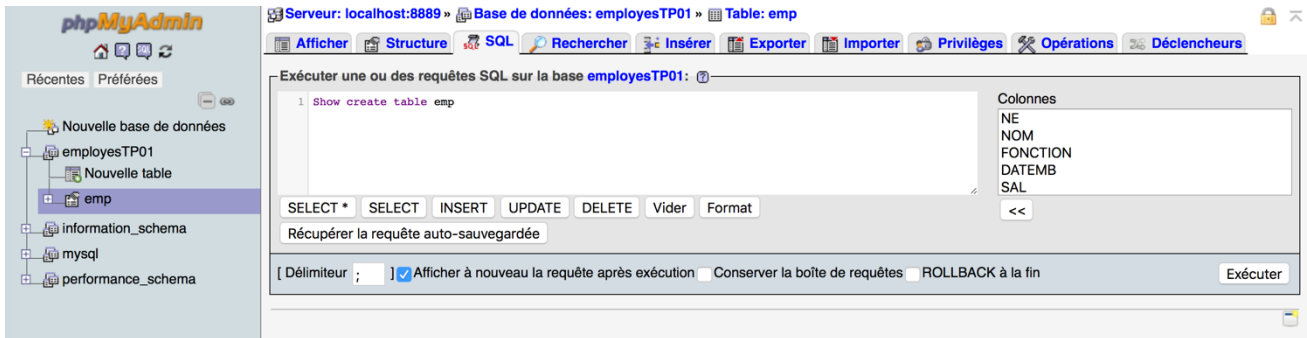 phpMyAdmin
Récentes Préférées
Nouvelle base de données
employesTP01
Nouvelle table
emp
information_schema
mysql
performance_schema
Serveur: localhost:8889 » Base de données: employesTP01 » Table: emp
Afficher Structure SQL Rechercher Insérer Exporter Importer Privilèges Opérations Déclencheurs
Exécuter une ou des requêtes SQL sur la base employesTP01:
1 Show create table emp
Colonnes
NE
NOM
FONCTION
DATEMB
SAL
<<
SELECT * SELECT INSERT UPDATE DELETE Vider Format
Récupérer la requête auto-sauvegardée
[ Délimiteur ; ] Afficher à nouveau la requête après exécution Conserver la boîte de requêtes ROLLBACK à la fin Exécuter